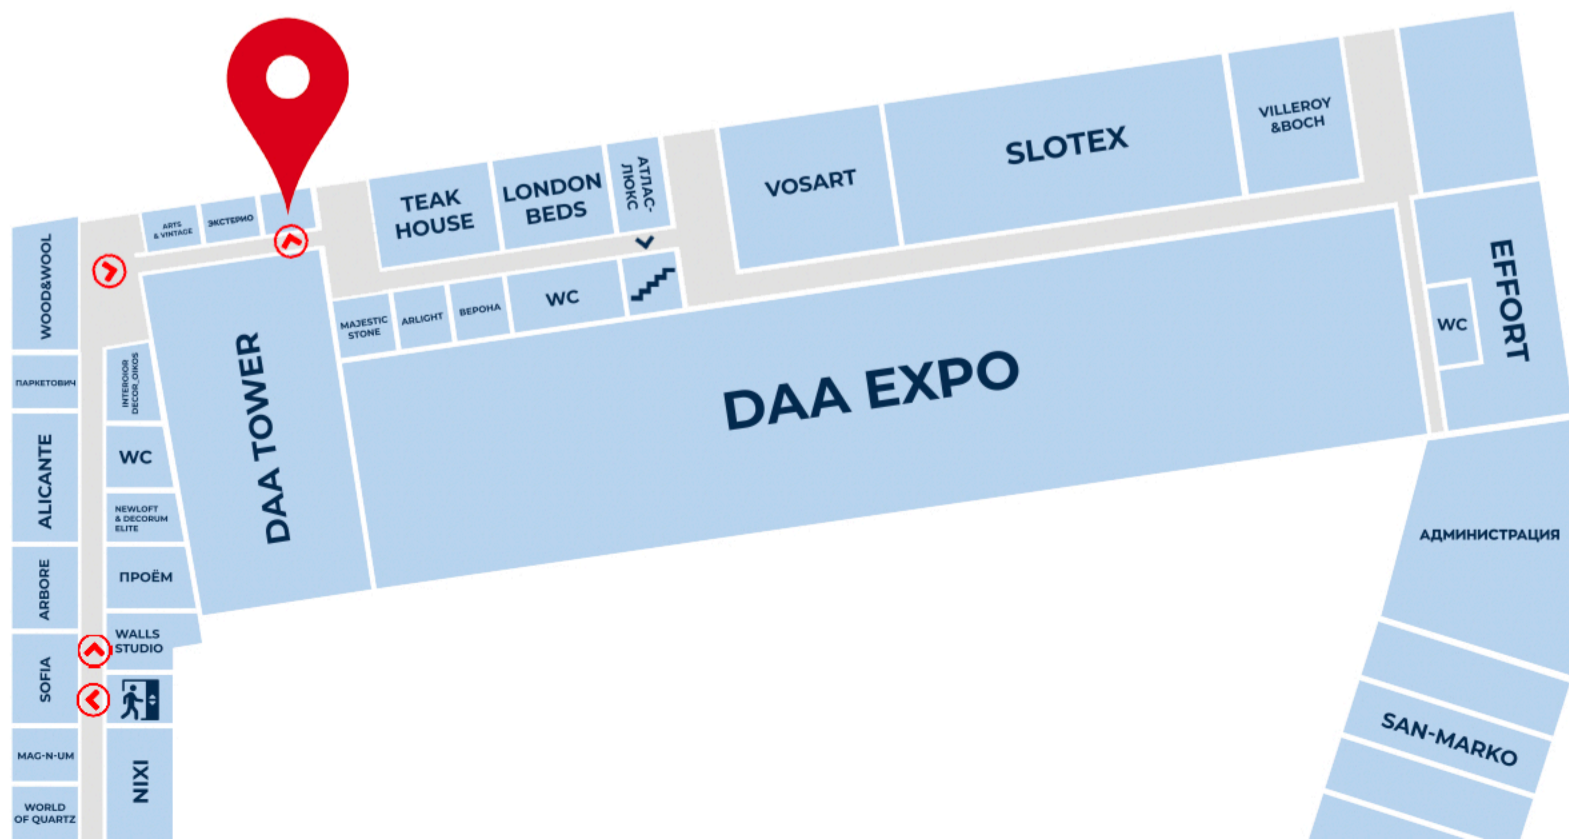 WOOD&WOOL
ПАРКЕТОВИЧ
ALICANTE
ARBORE
SOFIA
MAG-N-UM
WORLD
OF QUARTZ
ARTS
& VINTAGE
ЭКСТЕРИО
INTEROIOR
DECOR_OIKOS
WC
NEWLOFT
& DECORUM
ELITE
ПРОЁМ
WALLS
STUDIO
NIXI
DAA TOWER
TEAK
HOUSE
LONDON
BEDS
АТЛАС-
ЛЮКС
MAJESTIC
STONE
ARLIGHT
ВЕРОНА
WC
VOSART
SLOTEX
VILLEROY
&BOCH
DAA EXPO
EFFORT
WC
АДМИНИСТРАЦИЯ
SAN-MARKO